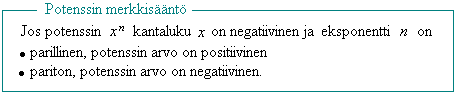 Potenssin merkkisääntö
Jos potenssin xⁿ kantaluku x on negatiivinen ja eksponentti n on
• parillinen, potenssin arvo on positiivinen
• pariton, potenssin arvo on negatiivinen.